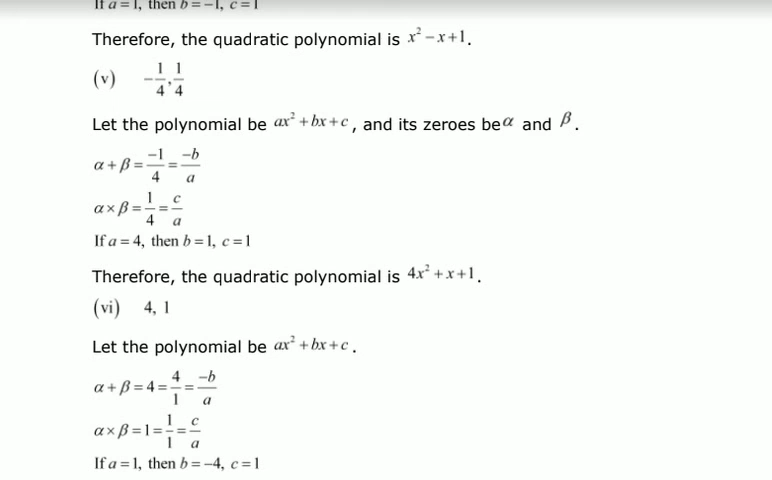 If a = 1, then b = −1, c = 1
Therefore, the quadratic polynomial is x² − x + 1.
(v) −1/4, 1/4
Let the polynomial be ax² + bx + c, and its zeroes be α and β.
α + β = −1/4 = −b/a
α × β = 1/4 = c/a
If a = 4, then b = 1, c = 1
Therefore, the quadratic polynomial is 4x² + x + 1.
(vi) 4, 1
Let the polynomial be ax² + bx + c.
α + β = 4 = 4/1 = −b/a
α × β = 1 = 1/1 = c/a
If a = 1, then b = −4, c = 1